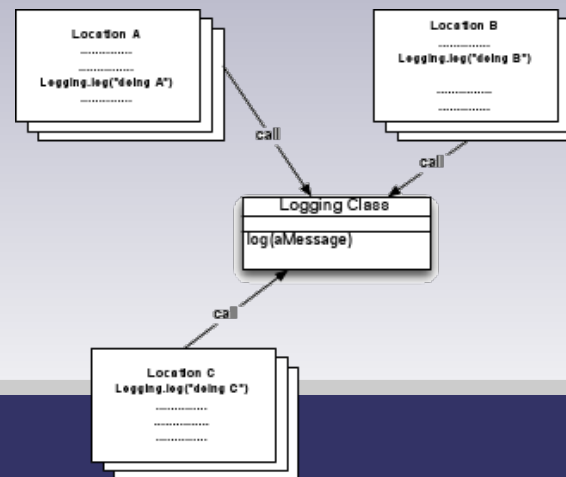 Location A
...............
................
Logging.log("doing A")
...............
Location B
...............
Logging.log("doing B")
................
...............
call
call
Logging Class
log(aMessage)
call
Location C
Logging.log("doing C")
...............
................
...............